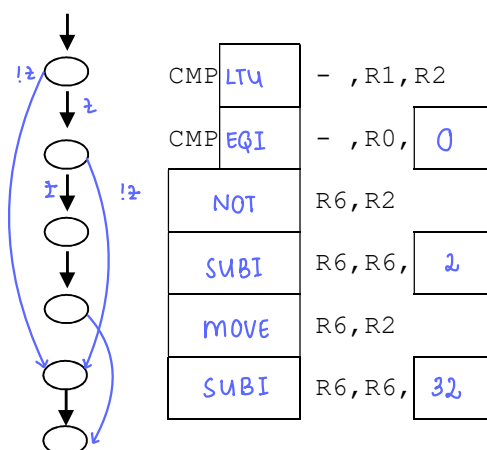 !z
CMP LTU - ,R1,R2
z
CMP EQI - ,R0, 0
z !z
NOT R6,R2
SUBI R6,R6, 2
MOVE R6,R2
SUBI R6,R6, 32